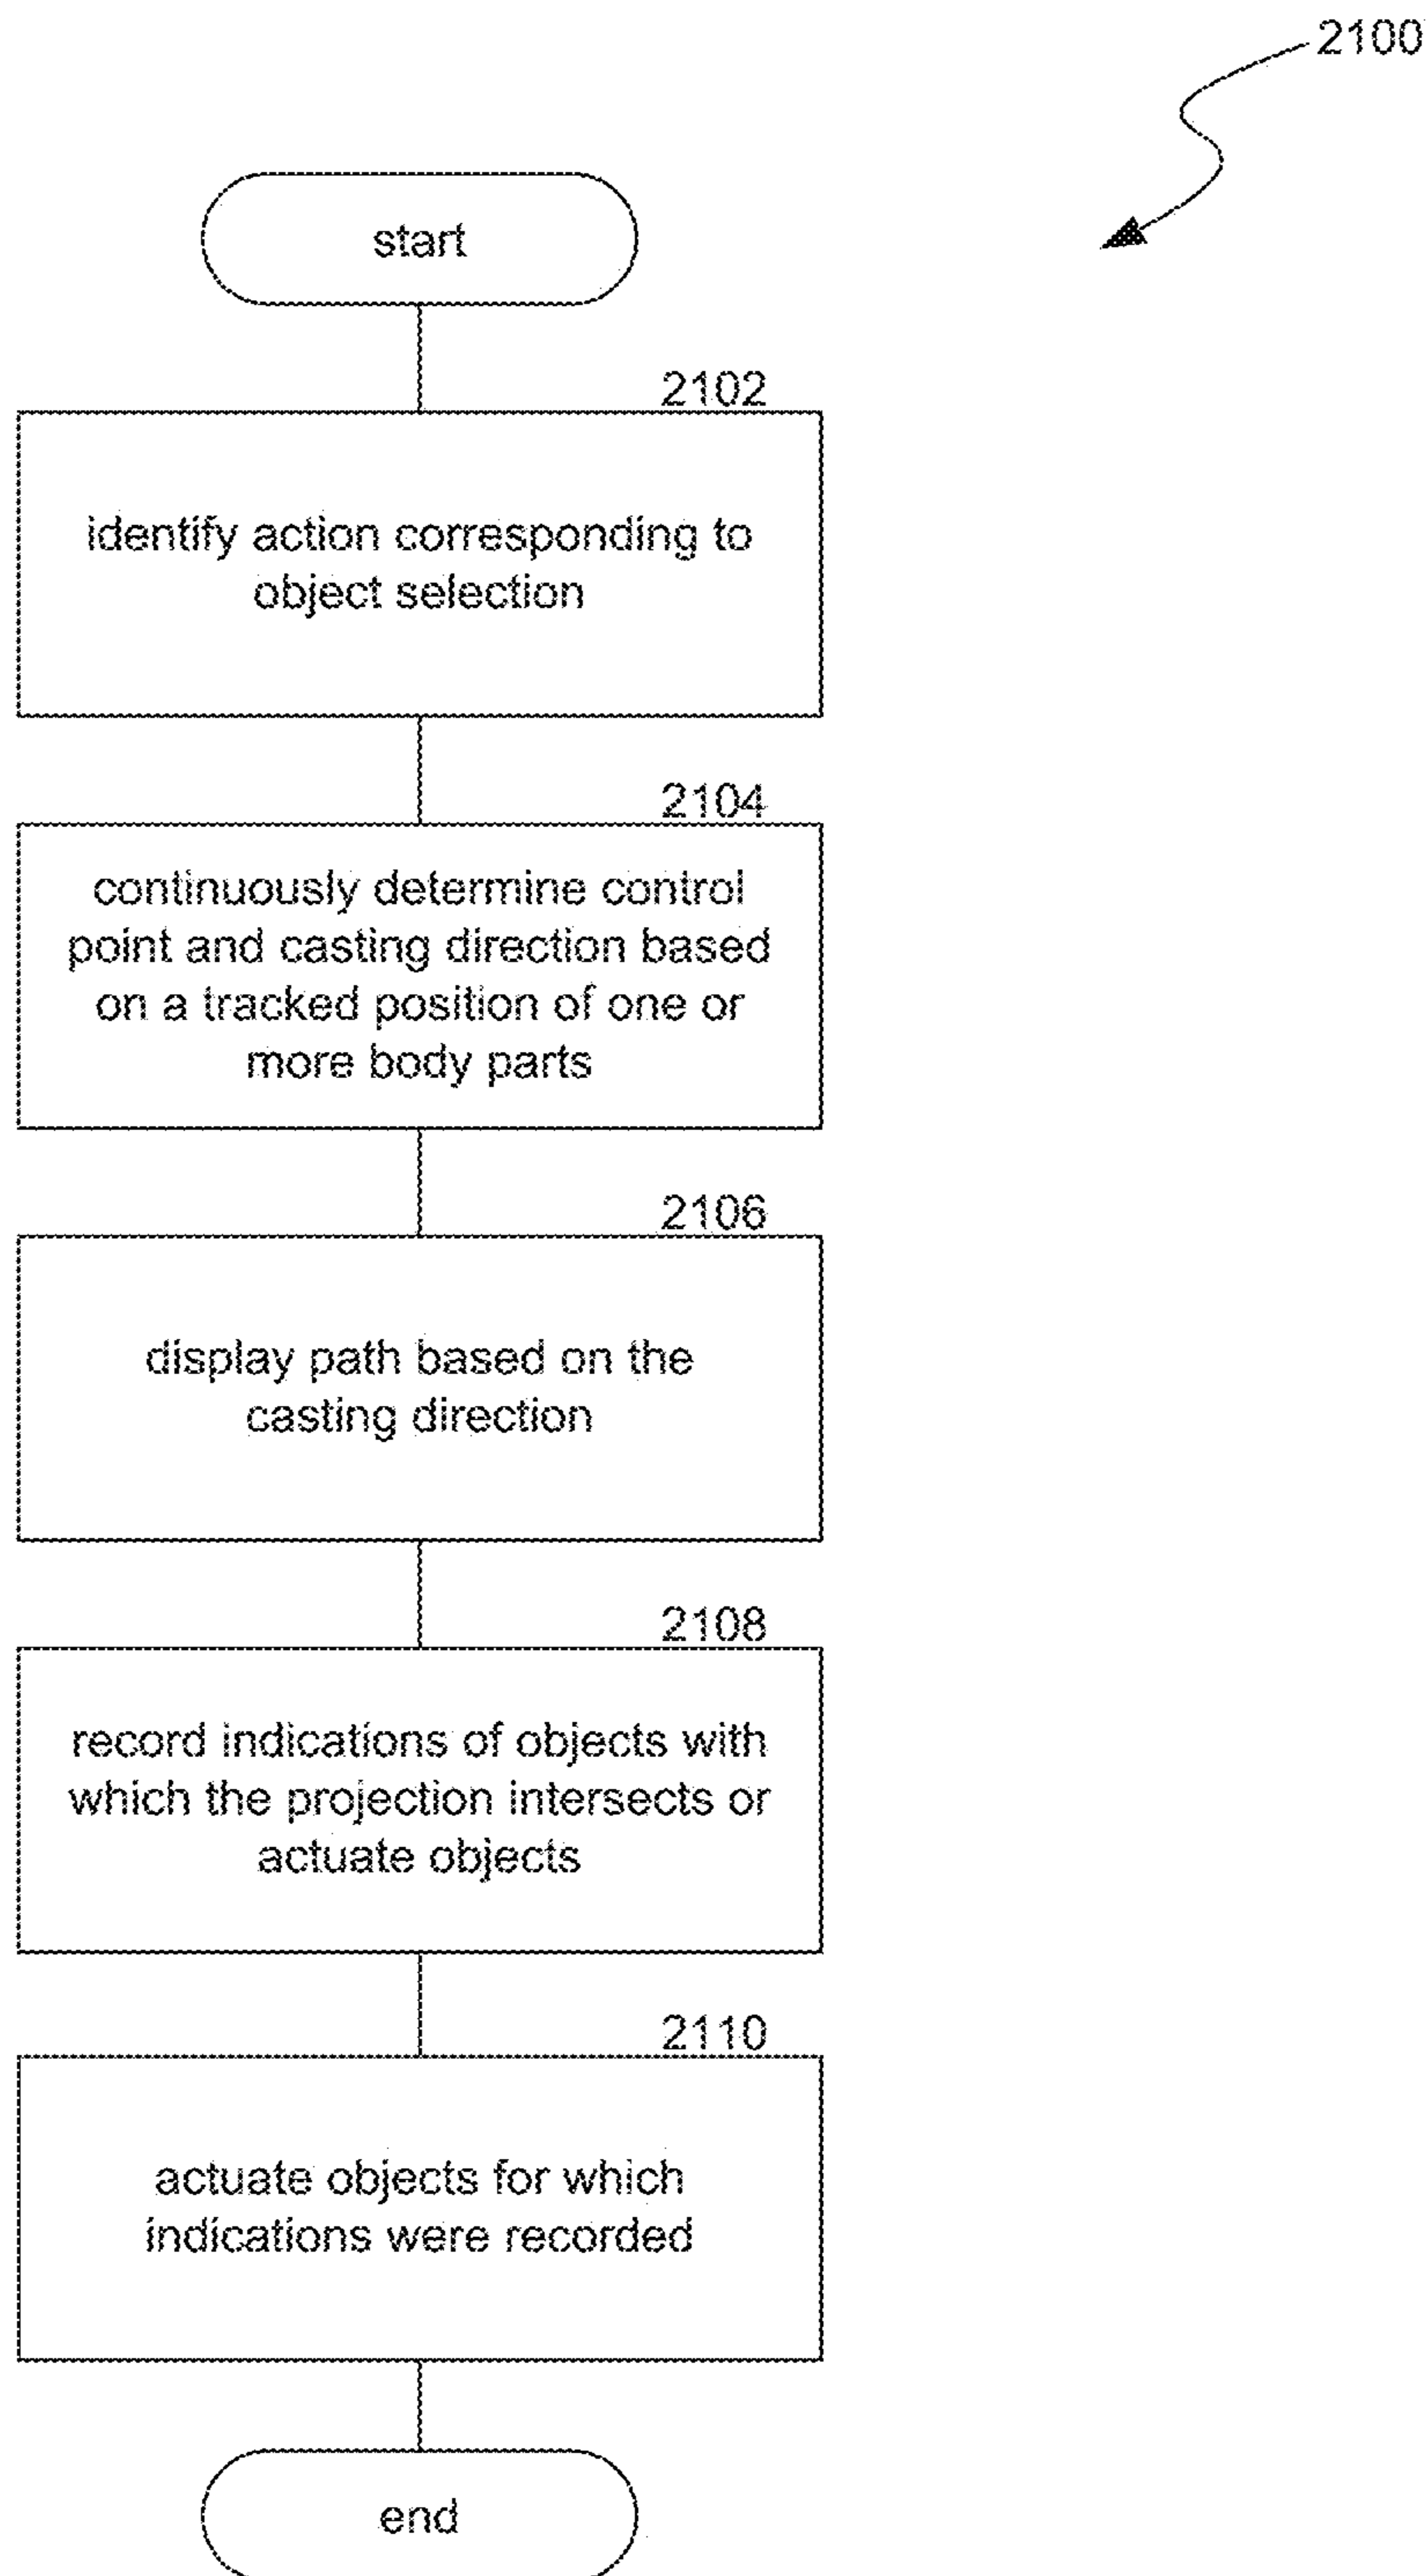 2100
start
2102
identify action corresponding to
object selection
2104
continuously determine control
point and casting direction based
on a tracked position of one or
more body parts
2106
display path based on the
casting direction
2108
record indications of objects with
which the projection intersects or
actuate objects
2110
actuate objects for which
indications were recorded
end